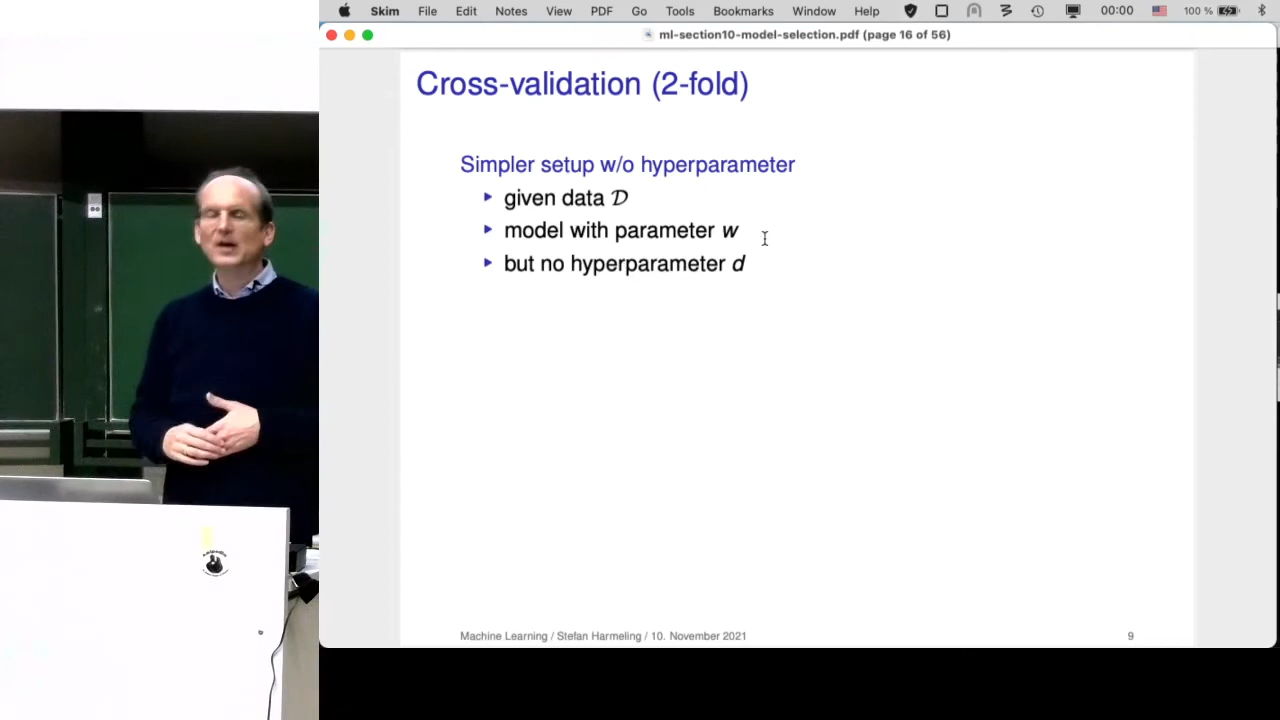 Skim File Edit Notes View PDF Go Tools Bookmarks Window Help 00:00 100 %
ml-section10-model-selection.pdf (page 16 of 56)
Cross-validation (2-fold)
Simpler setup w/o hyperparameter
▸ given data 𝒟
▸ model with parameter w
▸ but no hyperparameter d
Machine Learning / Stefan Harmeling / 10. November 2021 9